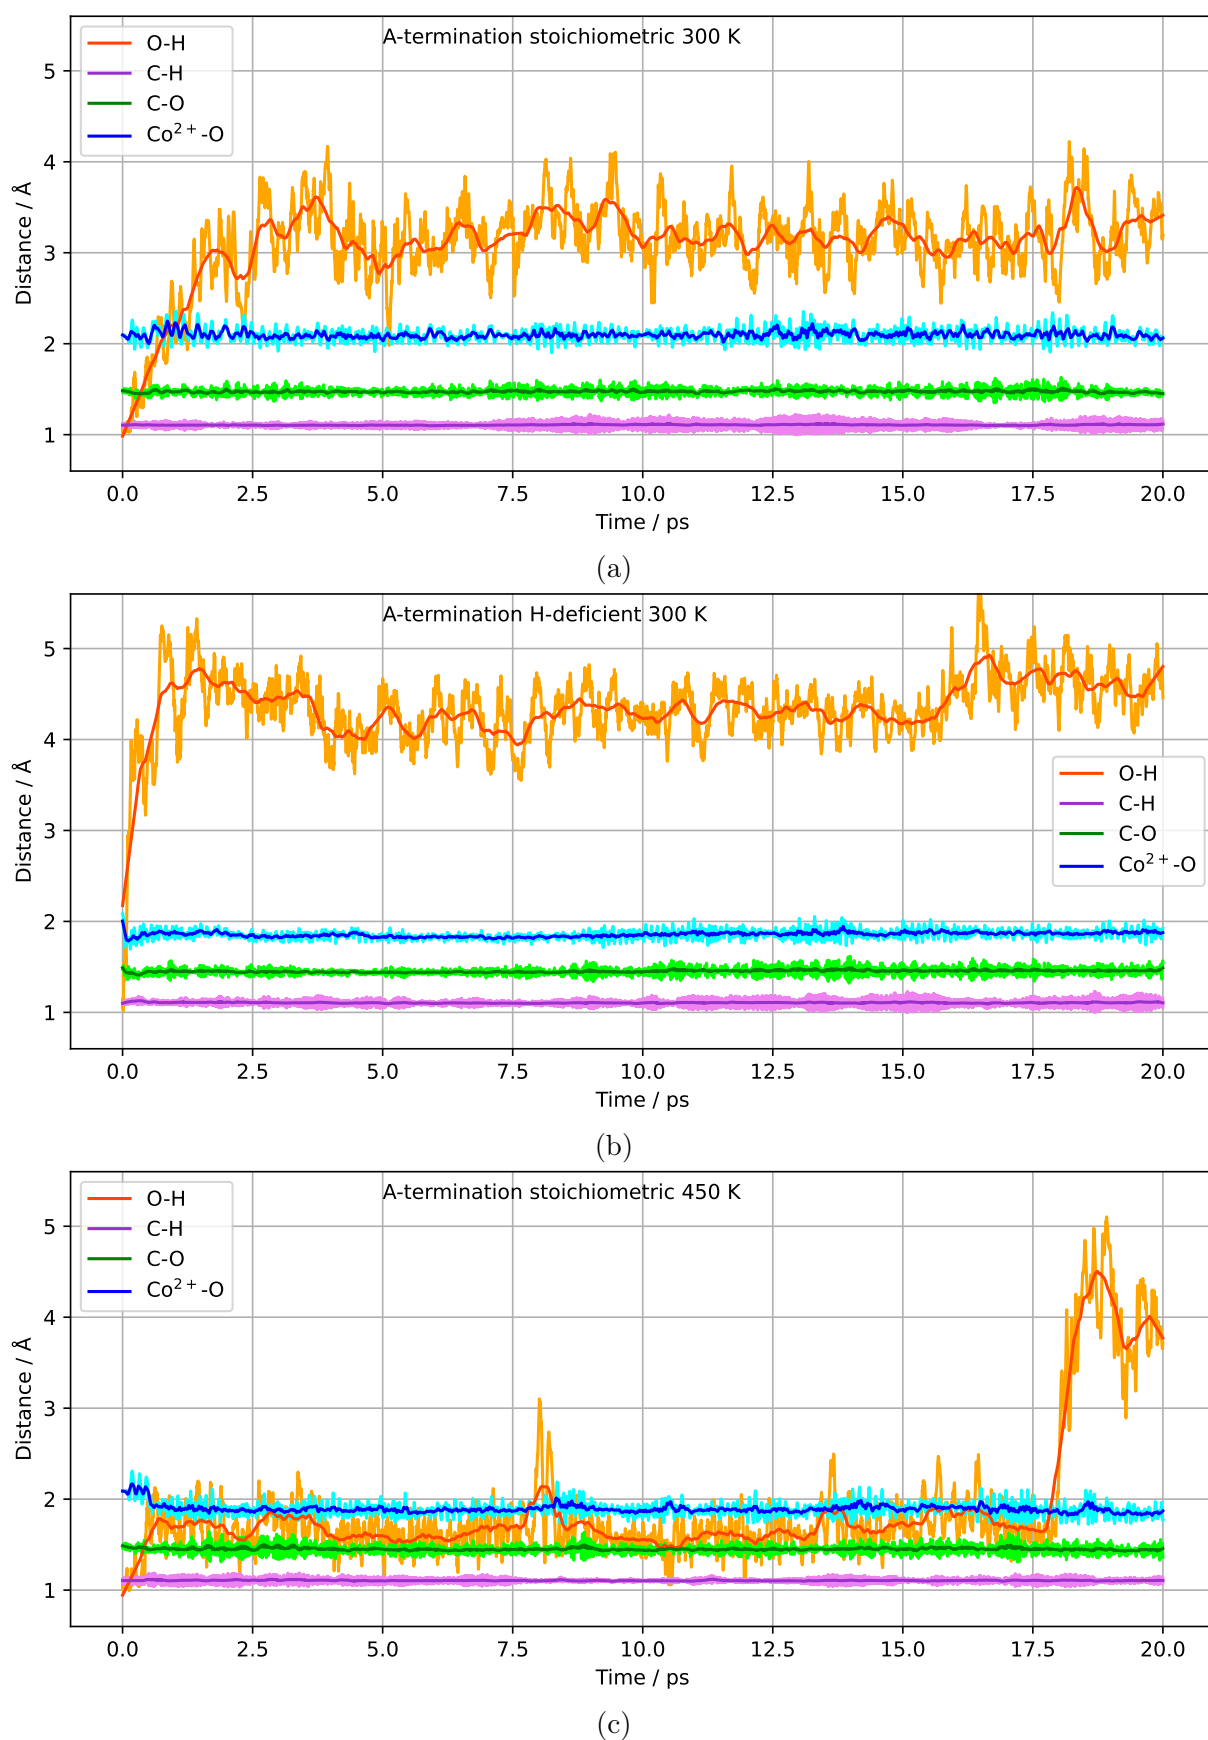 A-termination stoichiometric 300 K
O-H
C-H
C-O
Co²⁺-O
5
4
3
2
1
Distance / Å
0.0 2.5 5.0 7.5 10.0 12.5 15.0 17.5 20.0
Time / ps
(a)
A-termination H-deficient 300 K
O-H
C-H
C-O
Co²⁺-O
5
4
3
2
1
Distance / Å
0.0 2.5 5.0 7.5 10.0 12.5 15.0 17.5 20.0
Time / ps
(b)
A-termination stoichiometric 450 K
O-H
C-H
C-O
Co²⁺-O
5
4
3
2
1
Distance / Å
0.0 2.5 5.0 7.5 10.0 12.5 15.0 17.5 20.0
Time / ps
(c)